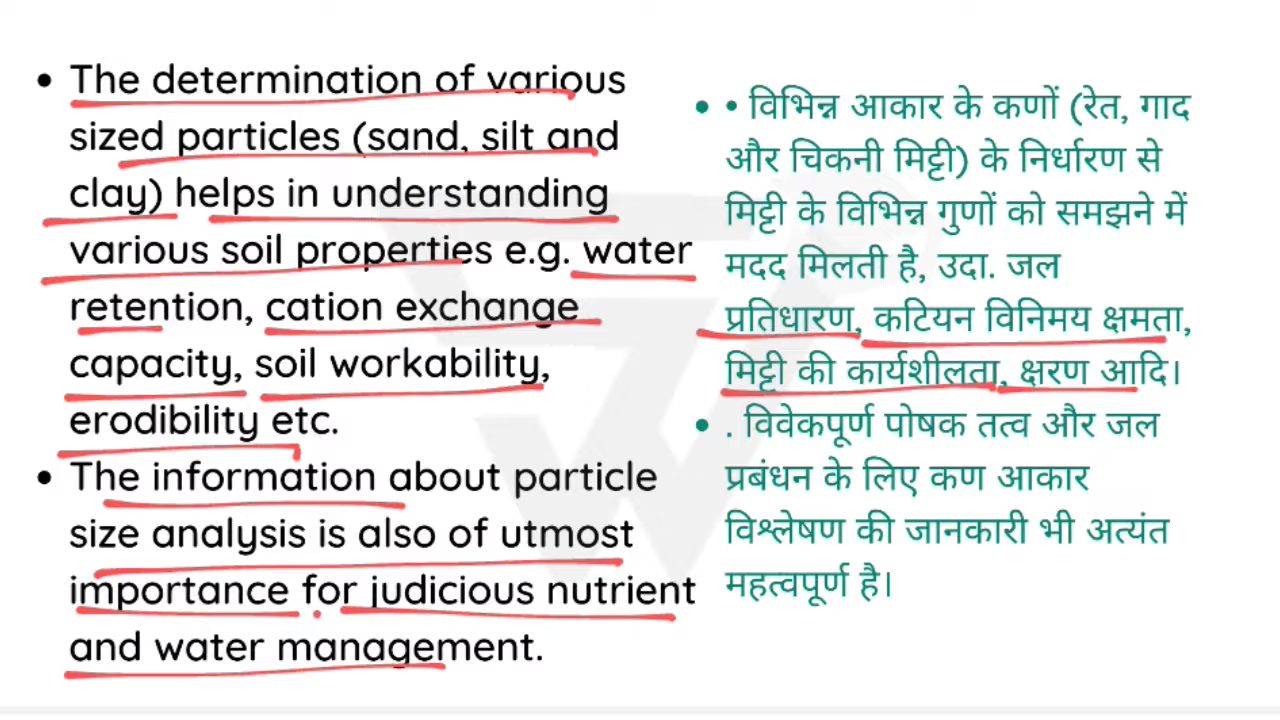 • The determination of various
sized particles (sand, silt and
clay) helps in understanding
various soil properties e.g. water
retention, cation exchange
capacity, soil workability,
erodibility etc.
• The information about particle
size analysis is also of utmost
importance for judicious nutrient
and water management.
• • विभिन्न आकार के कणों (रेत, गाद
और चिकनी मिट्टी) के निर्धारण से
मिट्टी के विभिन्न गुणों को समझने में
मदद मिलती है, उदा. जल
प्रतिधारण, कटियन विनिमय क्षमता,
मिट्टी की कार्यशीलता, क्षरण आदि।
• . विवेकपूर्ण पोषक तत्व और जल
प्रबंधन के लिए कण आकार
विश्लेषण की जानकारी भी अत्यंत
महत्वपूर्ण है।